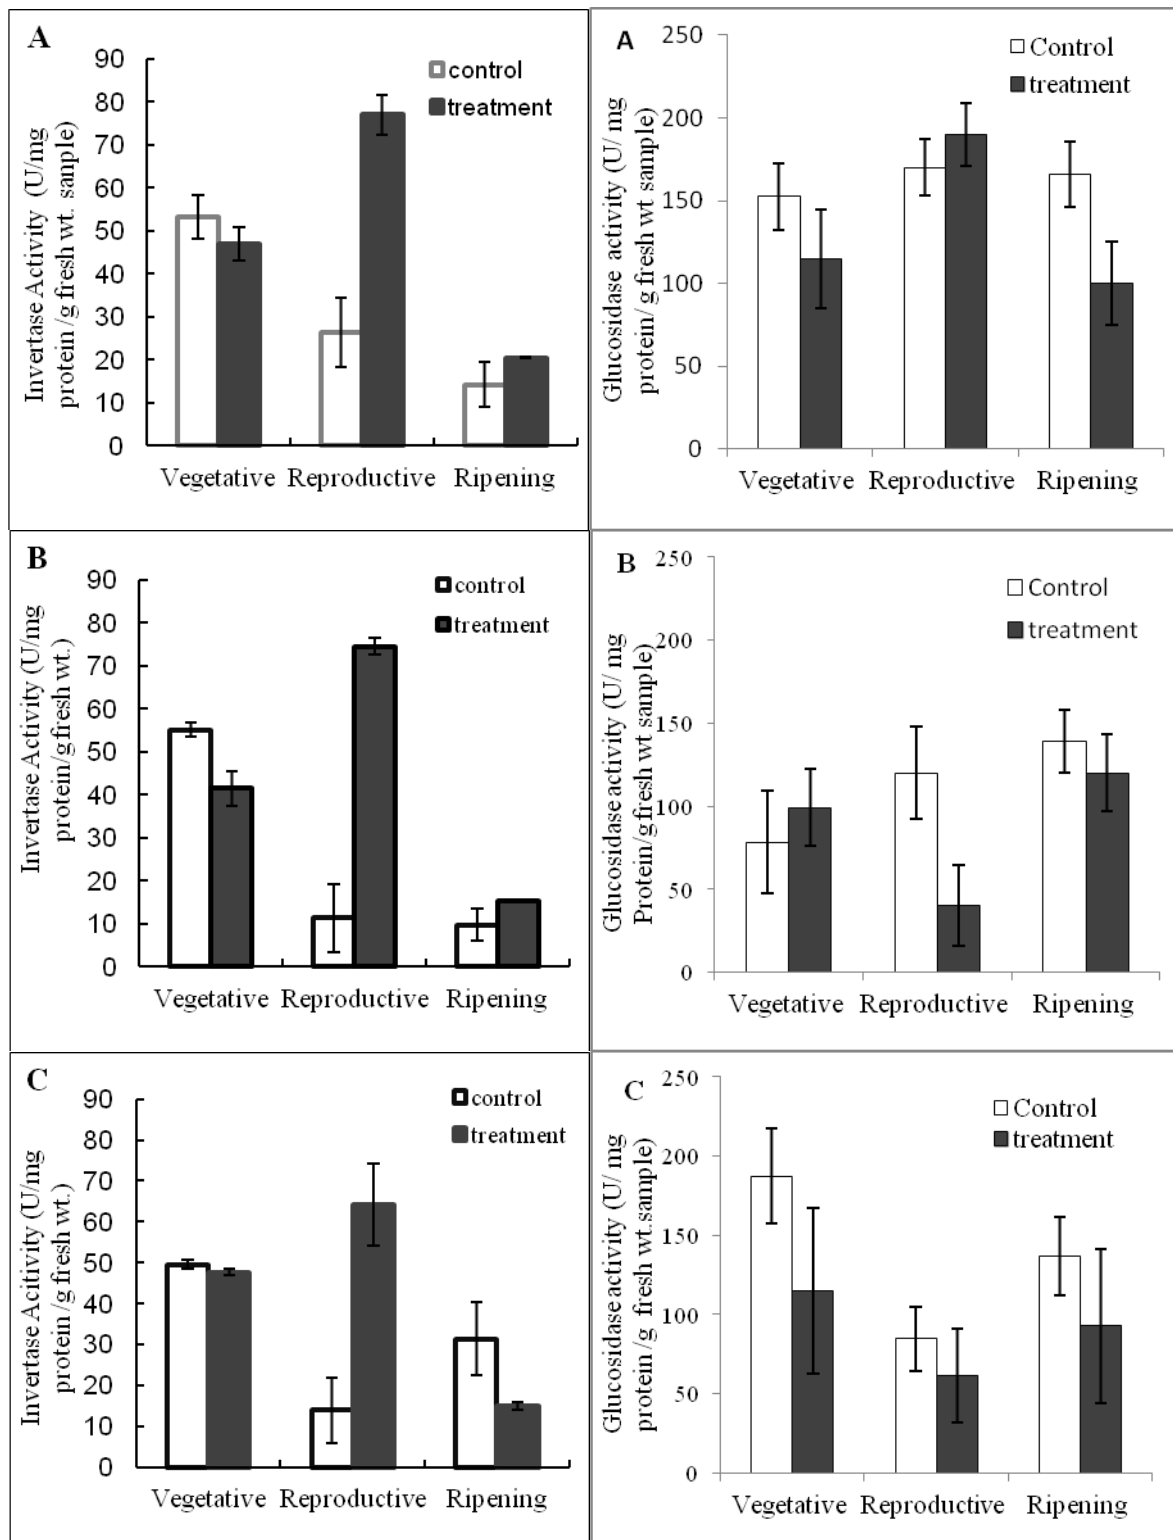 A
Invertase Activity (U/mg
protein /g fresh wt. sample)
90
80
70
60
50
40
30
20
10
0
control
treatment
Vegetative Reproductive Ripening
A
Glucosidase activity (U/ mg
protein/ g fresh wt sample)
250
200
150
100
50
0
Control
treatment
Vegetative Reproductive Ripening
B
Invertase Activity (U/mg
protein/gfresh wt.)
90
80
70
60
50
40
30
20
10
0
control
treatment
Vegetative Reproductive Ripening
B
Glucosidase activity (U/ mg
Protein/gfresh wt sample)
250
200
150
100
50
0
Control
treatment
Vegetative Reproductive Ripening
C
Invertase Acitivity (U/mg
protein /g fresh wt.)
90
80
70
60
50
40
30
20
10
0
control
treatment
Vegetative Reproductive Ripening
C
Glucosidase activity (U/ mg
protein /g fresh wt.sample)
250
200
150
100
50
0
Control
treatment
Vegetative Reproductive Ripening